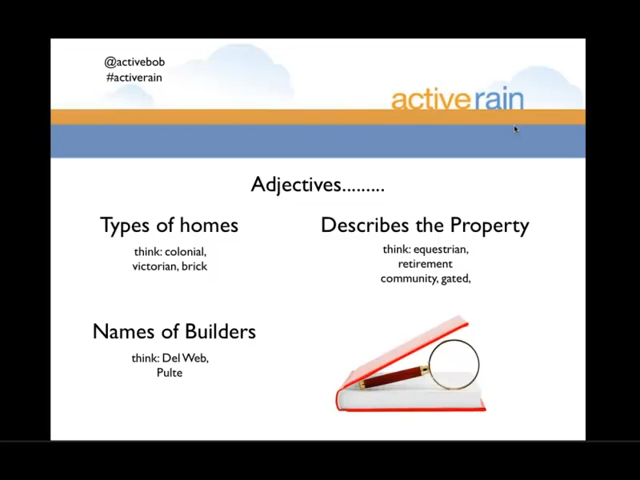 @activebob
#activerain
activerain
Adjectives.........
Types of homes
think: colonial,
victorian, brick
Describes the Property
think: equestrian,
retirement
community, gated,
Names of Builders
think: Del Web,
Pulte